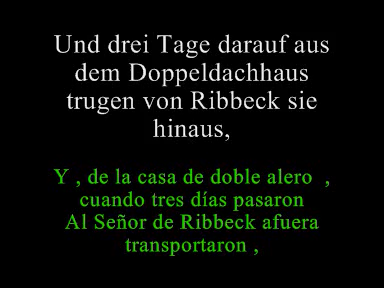 Und drei Tage darauf aus
dem Doppeldachhaus
trugen von Ribbeck sie
hinaus,
Y , de la casa de doble alero  ,
cuando tres días pasaron
Al Señor de Ribbeck afuera
transportaron ,